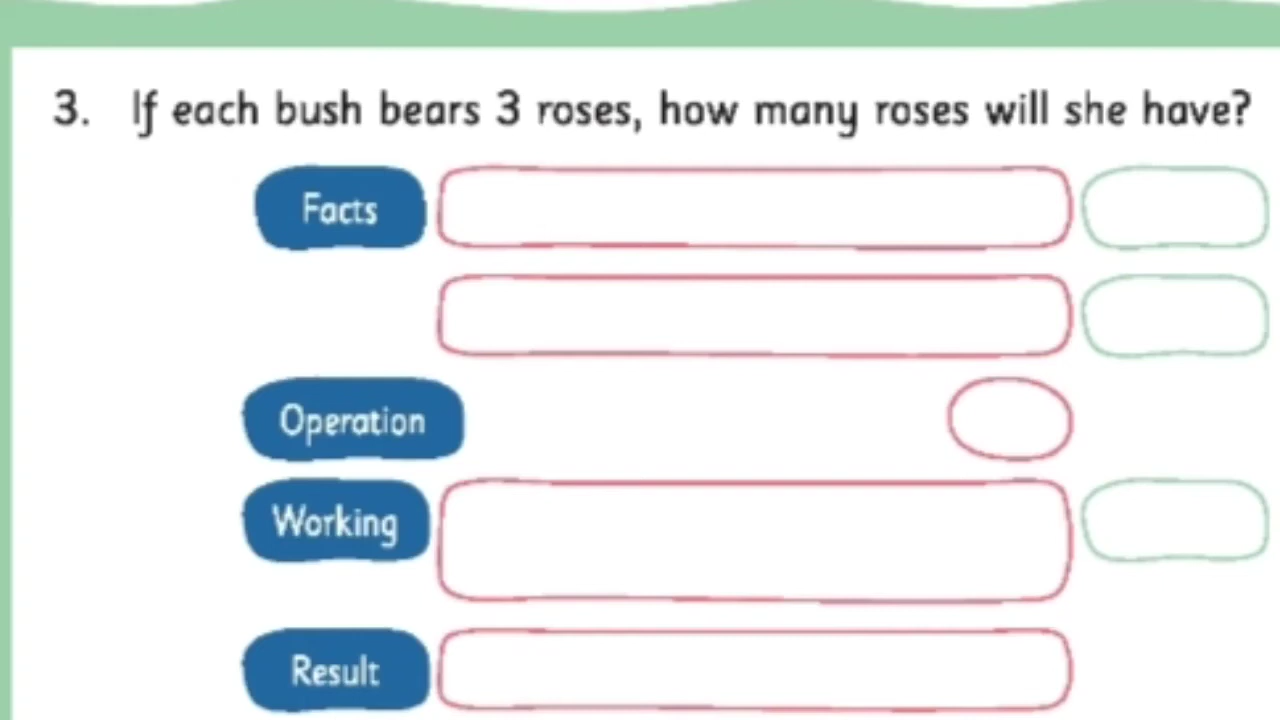 3. If each bush bears 3 roses, how many roses will she have?
Facts
Operation
Working
Result